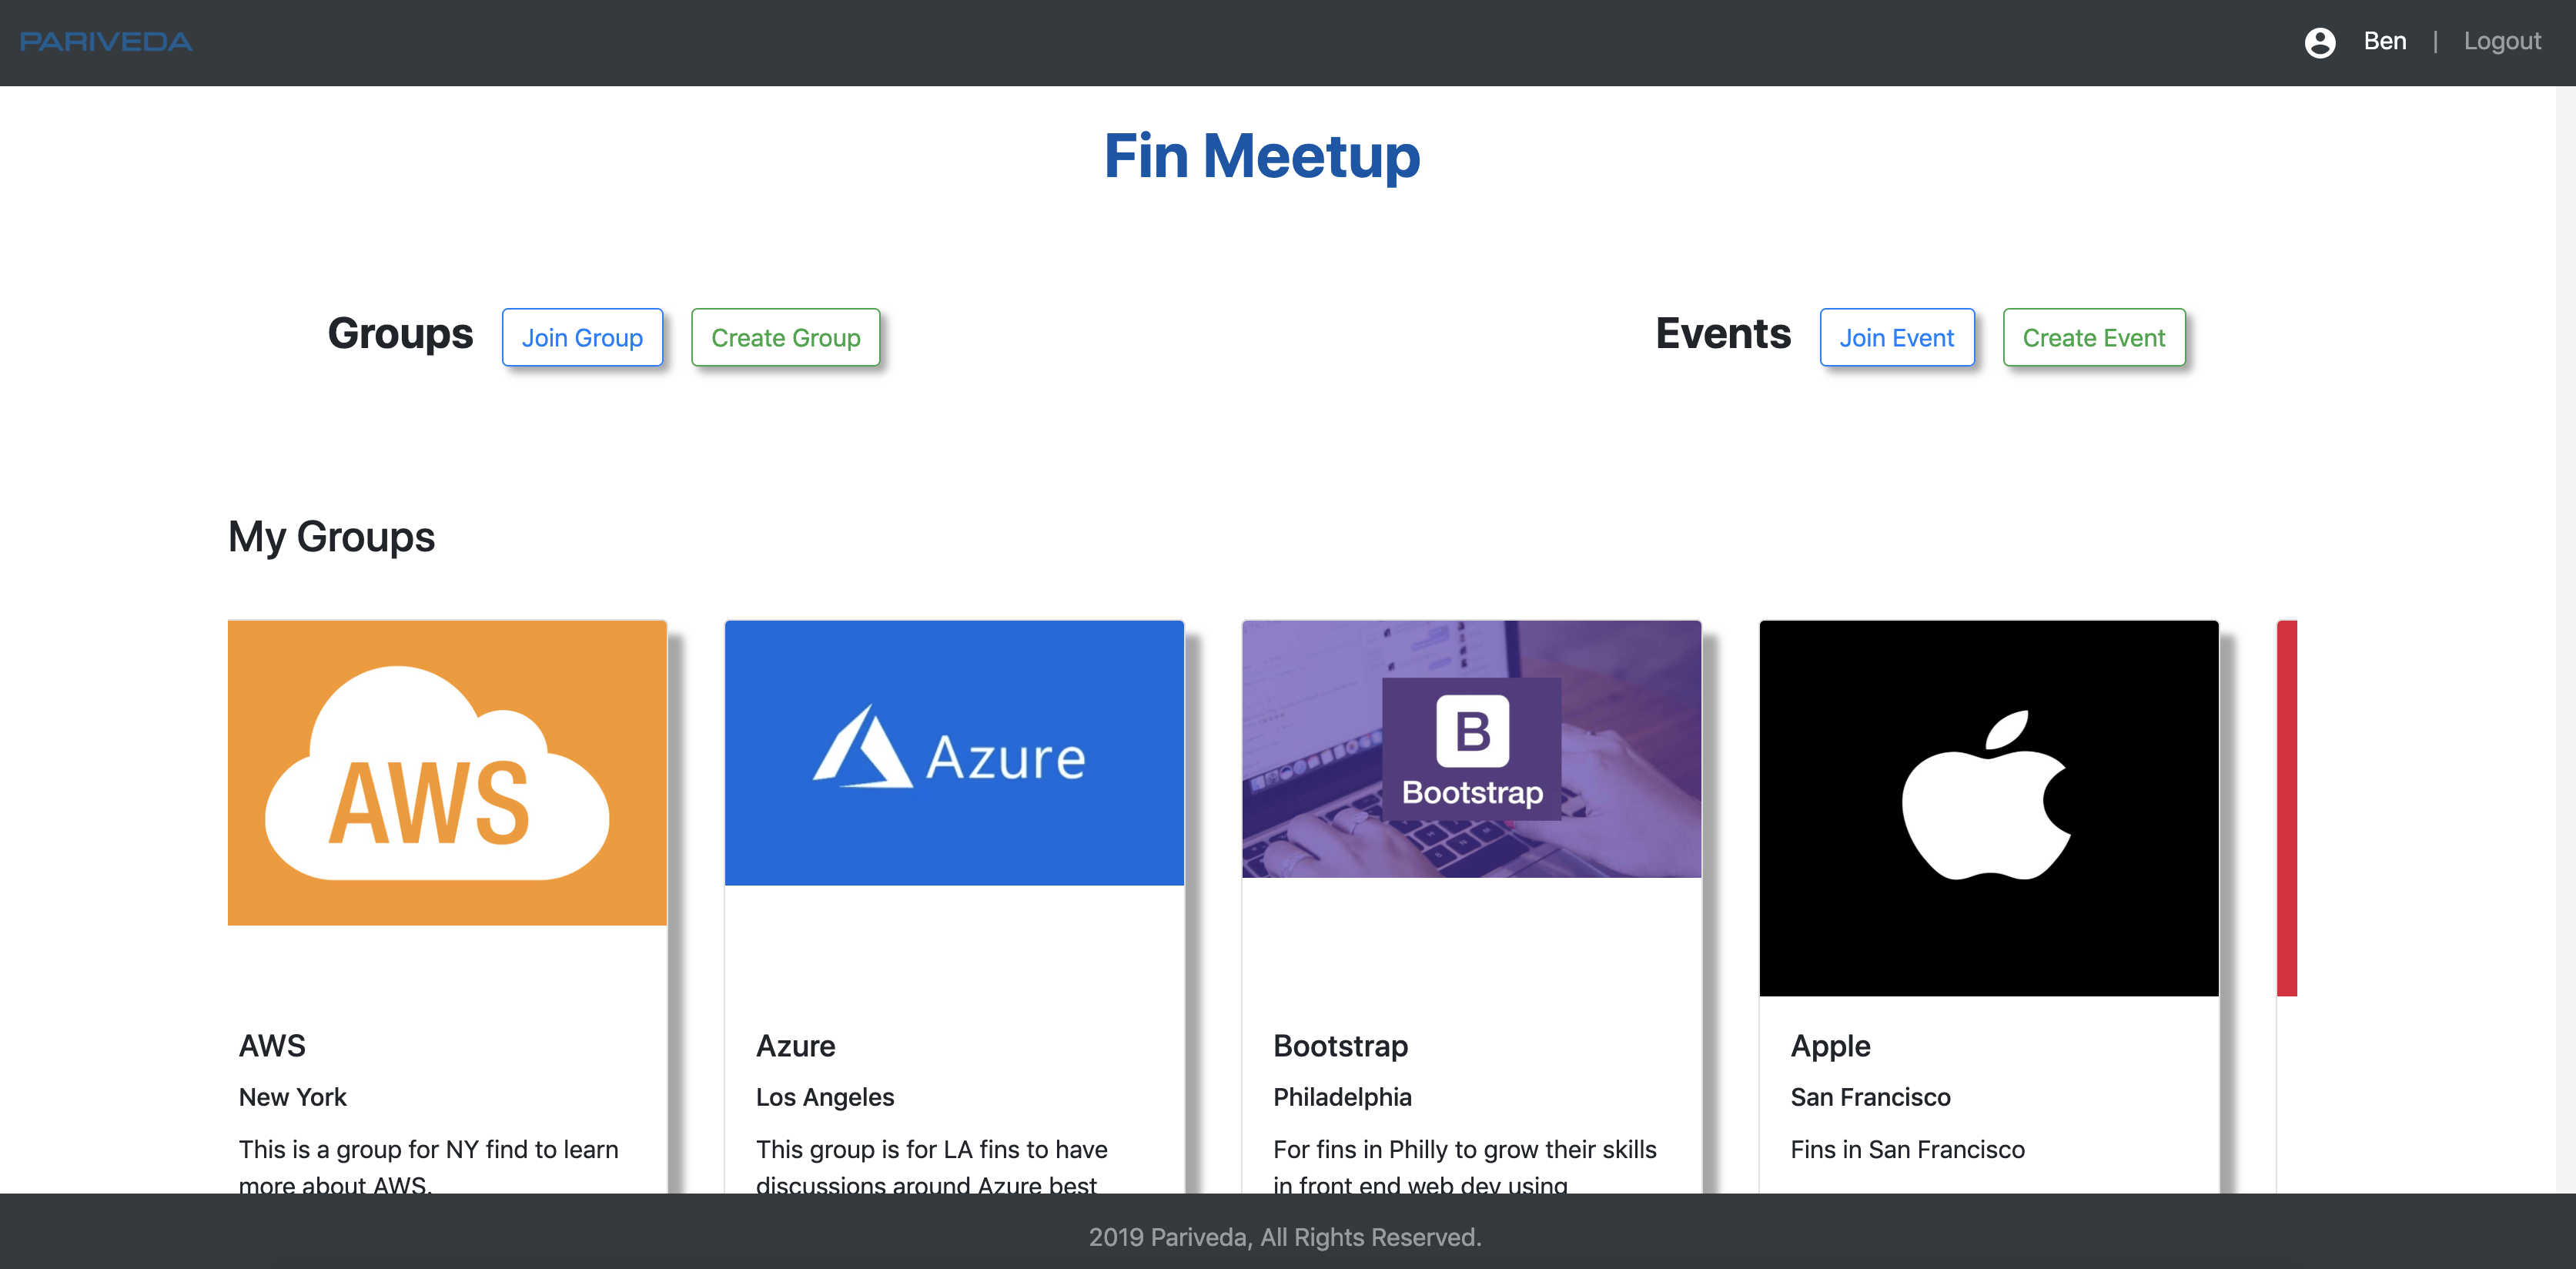 PARIVEDA
Ben | Logout
Fin Meetup
Groups Join Group Create Group
Events Join Event Create Event
My Groups
AWS
Azure
B
Bootstrap
AWS
New York
This is a group for NY find to learn
more about AWS.
Azure
Los Angeles
This group is for LA fins to have
discussions around Azure best
Bootstrap
Philadelphia
For fins in Philly to grow their skills
in front end web dev using
Apple
San Francisco
Fins in San Francisco
2019 Pariveda, All Rights Reserved.